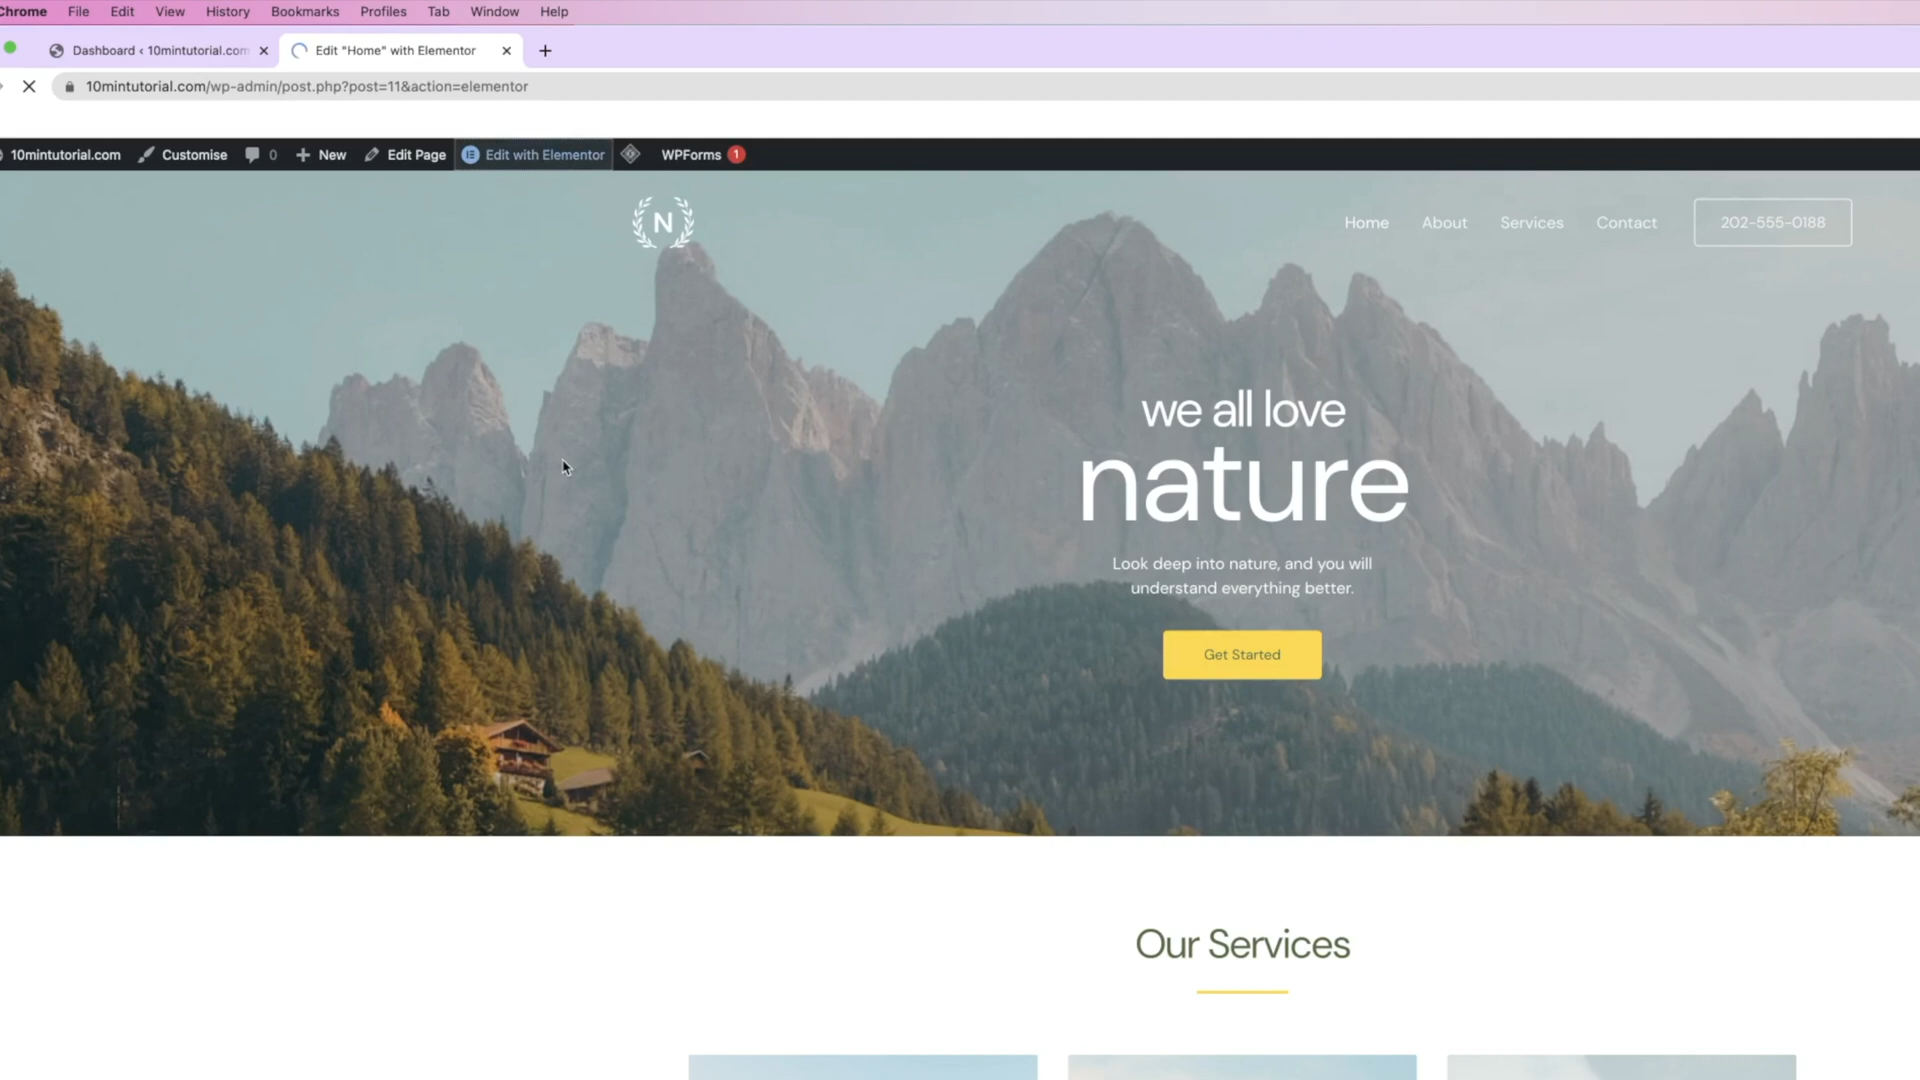 Chrome File Edit View History Bookmarks Profiles Tab Window Help
Dashboard ‹ 10mintutorial.com
Edit "Home" with Elementor
10mintutorial.com/wp-admin/post.php?post=11&action=elementor
10mintutorial.com Customise 0 New Edit Page Edit with Elementor WPForms 1
N
Home About Services Contact 202-555-0188
we all love
nature
Look deep into nature, and you will
understand everything better.
Get Started
Our Services